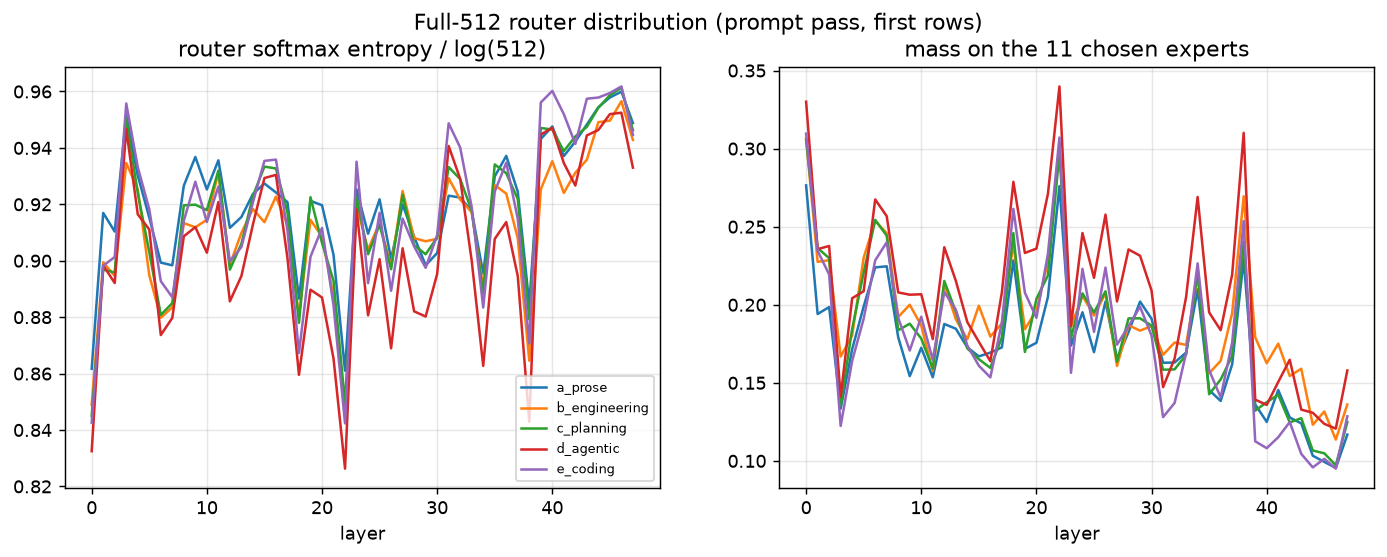 Full-512 router distribution (prompt pass, first rows)
router softmax entropy / log(512)
0.96
0.94
0.92
0.90
0.88
0.86
0.84
0.82
0
10
20
30
40
layer
a_prose
b_engineering
c_planning
d_agentic
e_coding
mass on the 11 chosen experts
0.35
0.30
0.25
0.20
0.15
0.10
0
10
20
30
40
layer